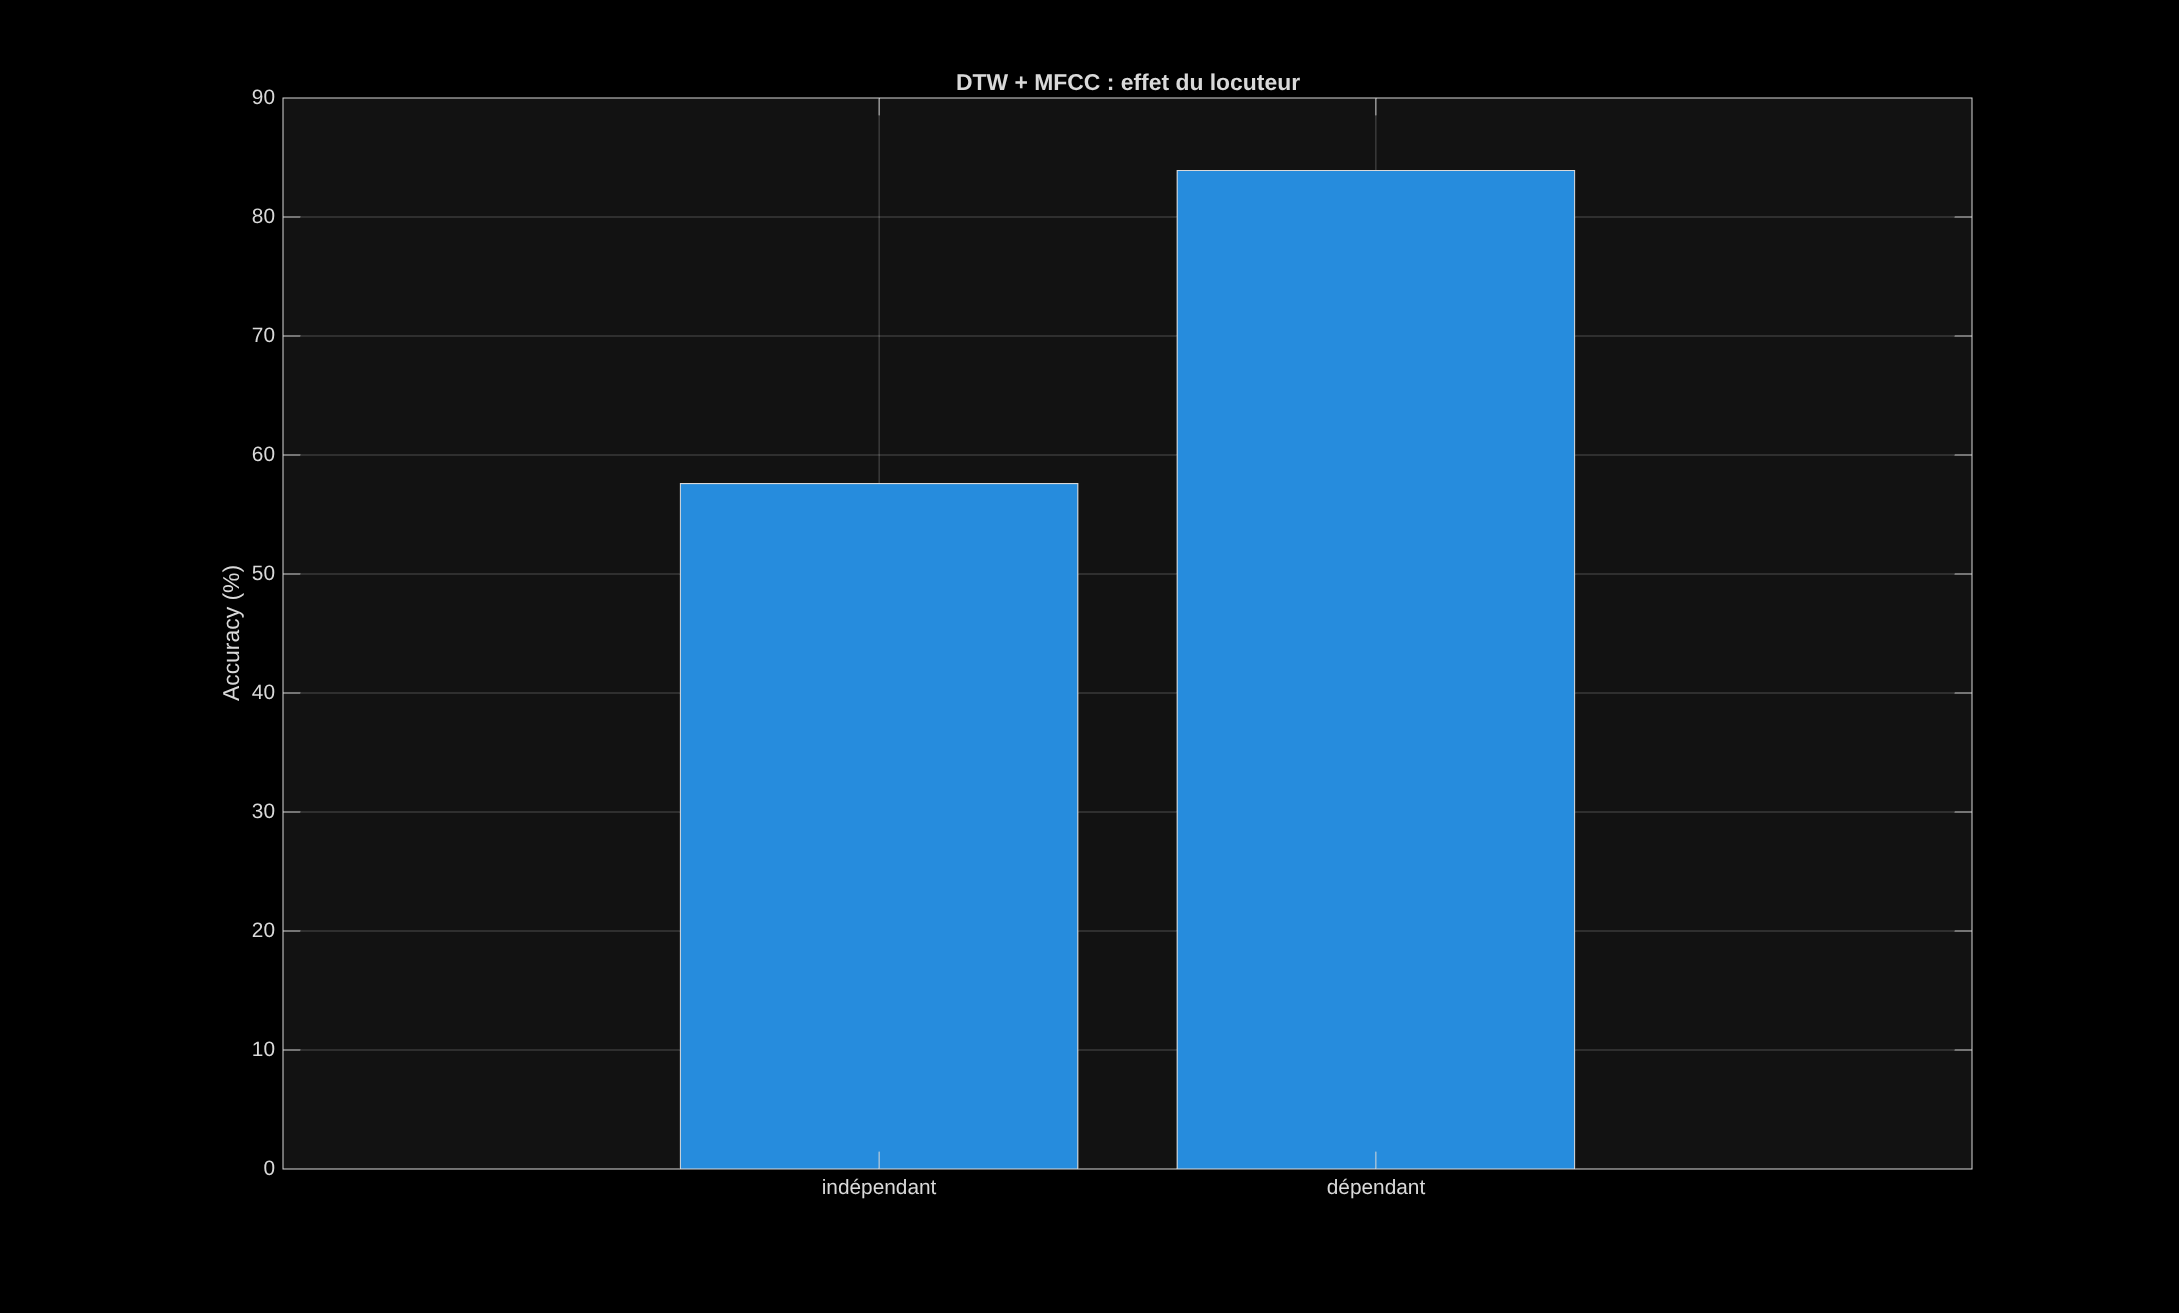 DTW + MFCC : effet du locuteur
90
80
70
60
50
40
30
20
10
0
Accuracy (%)
indépendant
dépendant